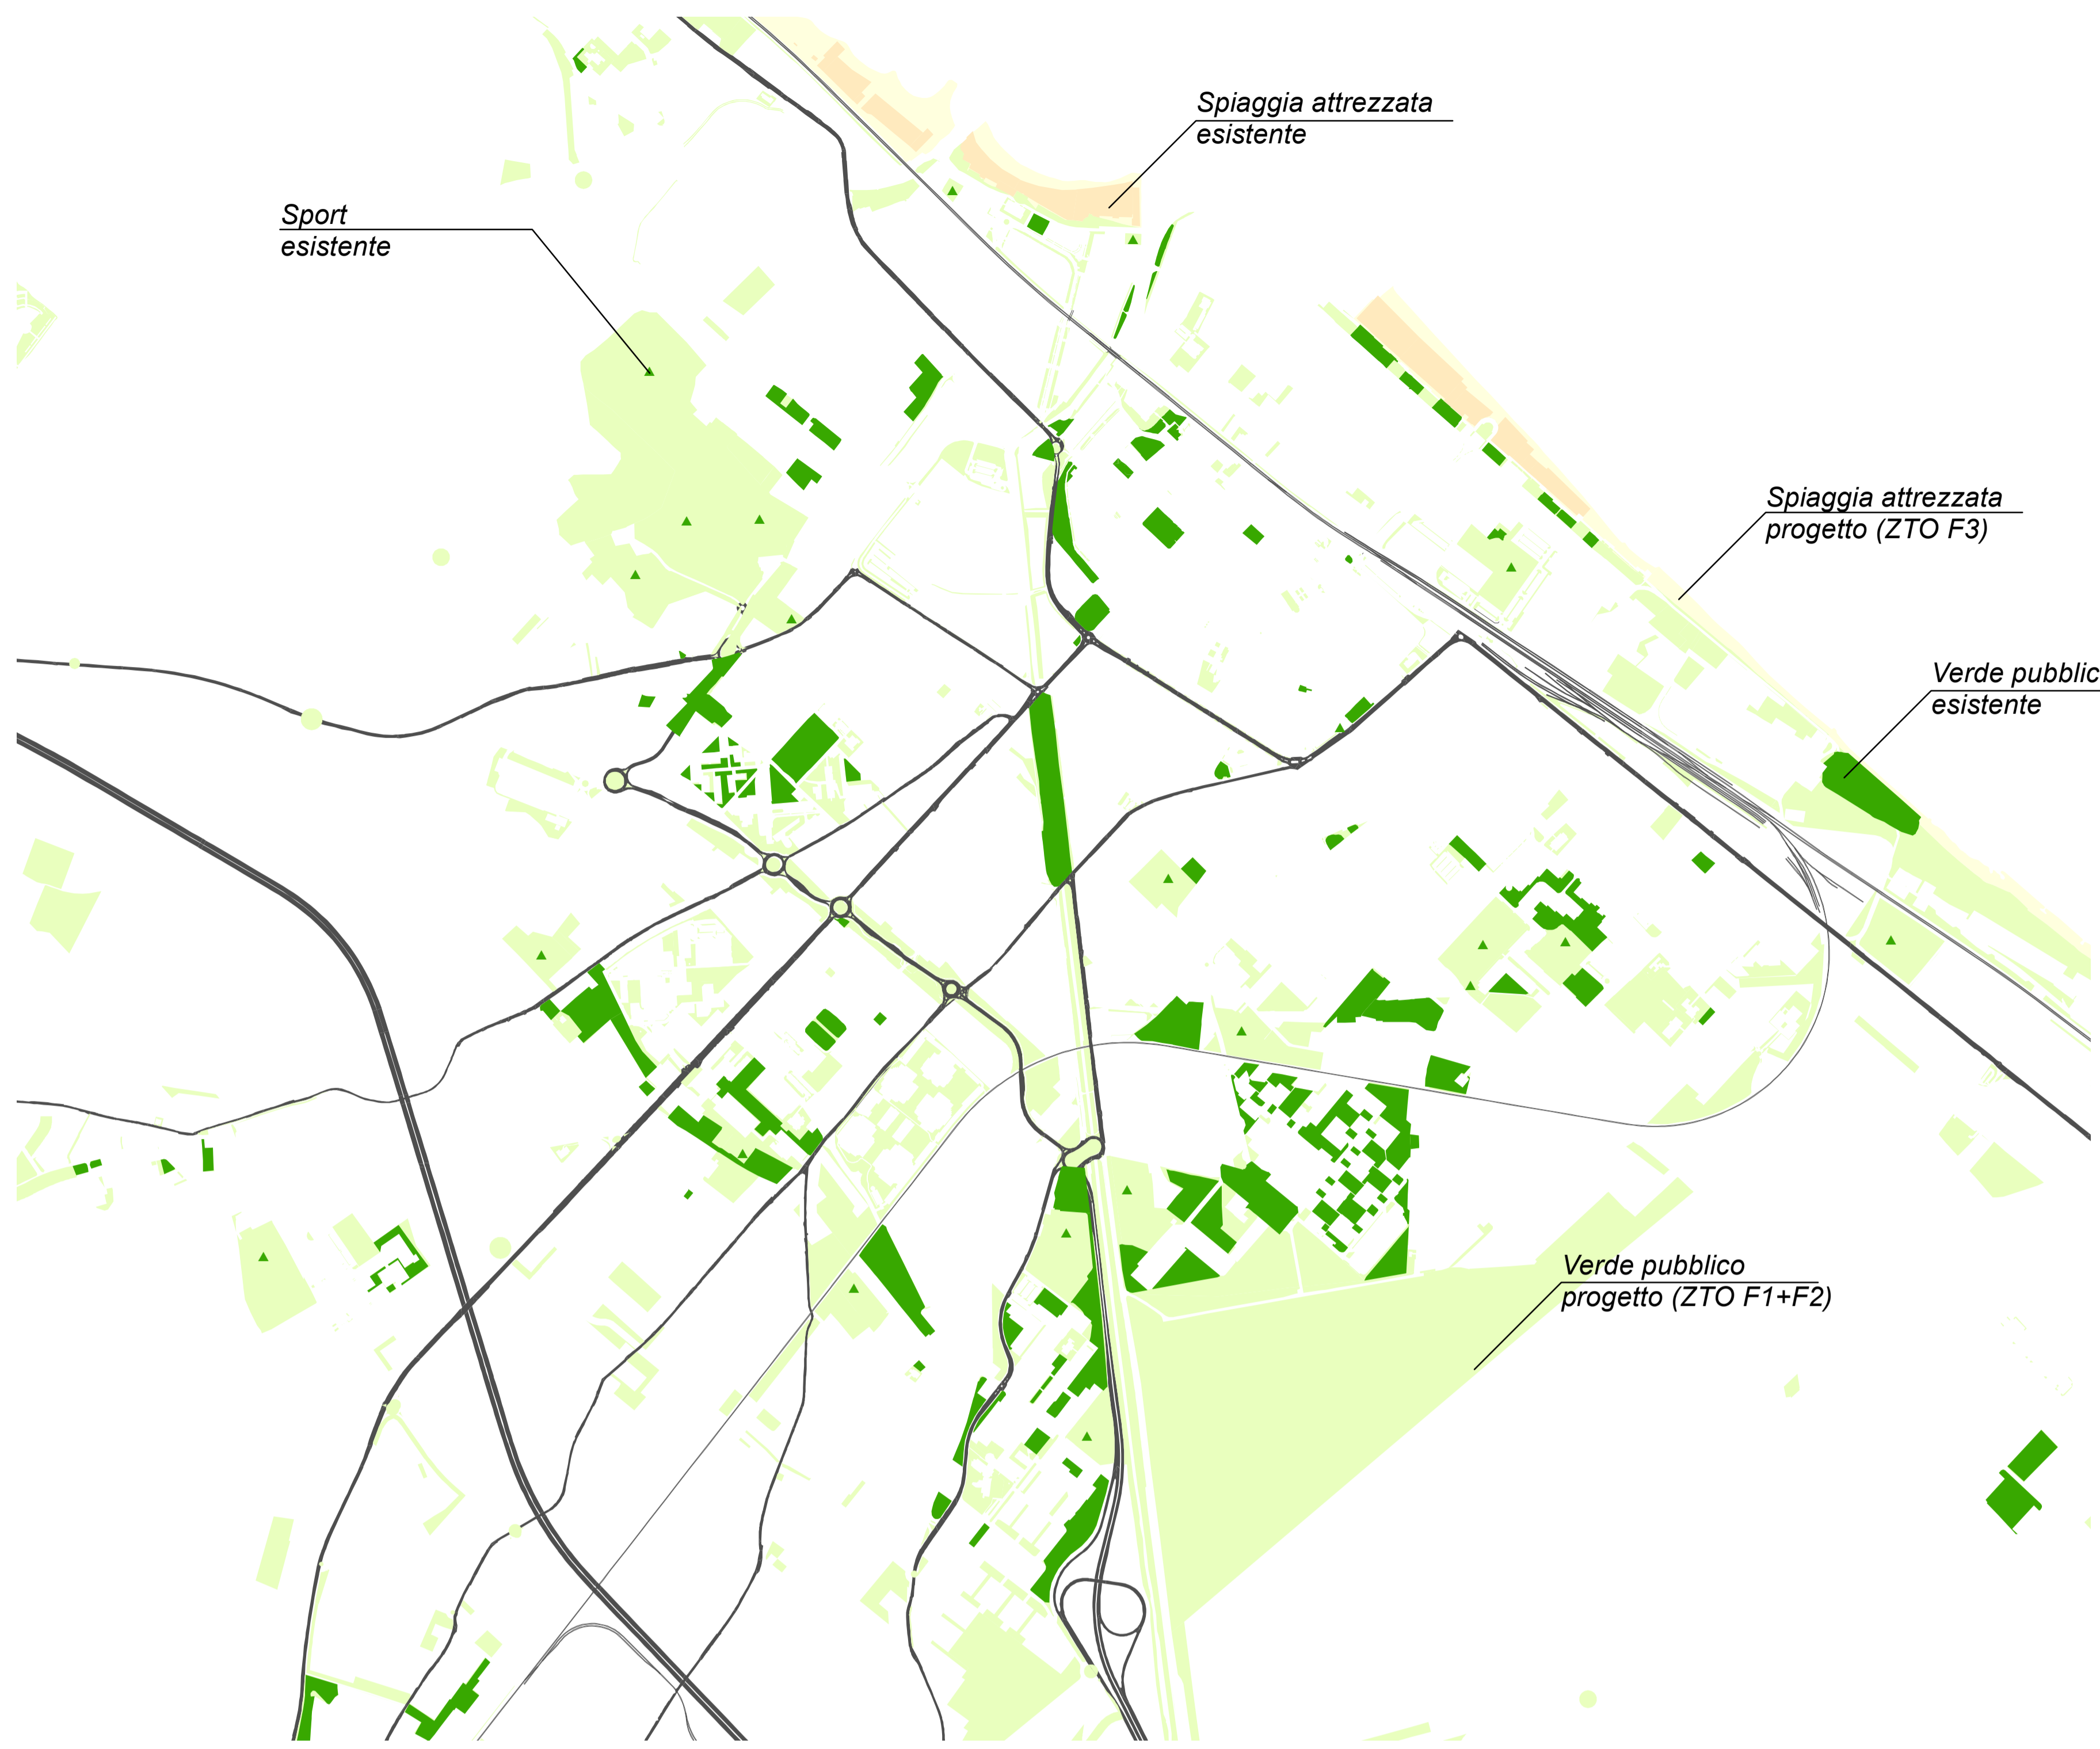 Spiaggia attrezzata
esistente
Sport
esistente
Spiaggia attrezzata
progetto (ZTO F3)
Verde pubblic
esistente
Verde pubblico
progetto (ZTO F1+F2)